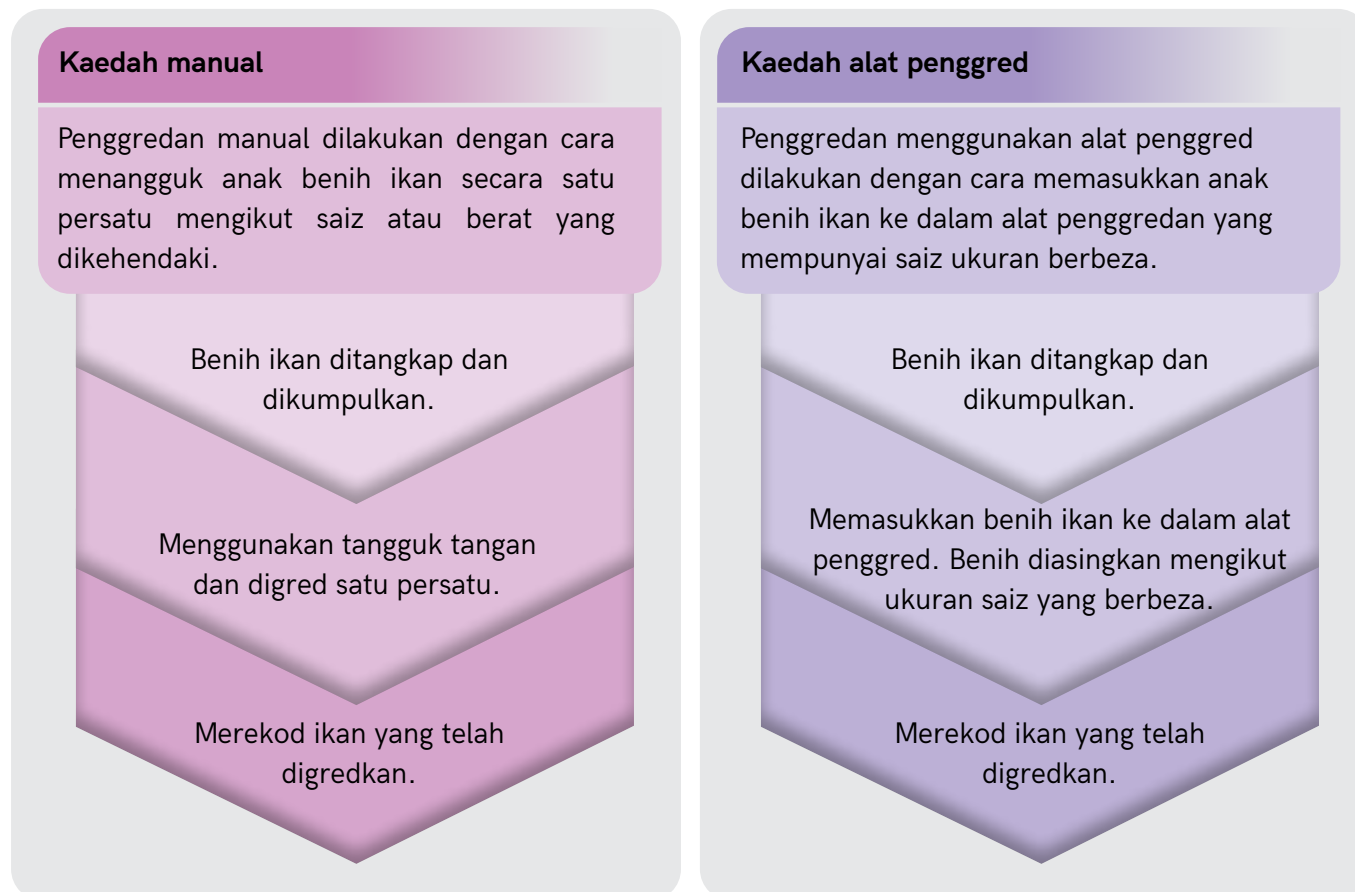 Kaedah manual
Penggredan manual dilakukan dengan cara
menangguk anak benih ikan secara satu
persatu mengikut saiz atau berat yang
dikehendaki.
Benih ikan ditangkap dan
dikumpulkan.
Menggunakan tangguk tangan
dan digred satu persatu.
Merekod ikan yang telah
digredkan.
Kaedah alat penggred
Penggredan menggunakan alat penggred
dilakukan dengan cara memasukkan anak
benih ikan ke dalam alat penggredan yang
mempunyai saiz ukuran berbeza.
Benih ikan ditangkap dan
dikumpulkan.
Memasukkan benih ikan ke dalam alat
penggred. Benih diasingkan mengikut
ukuran saiz yang berbeza.
Merekod ikan yang telah
digredkan.